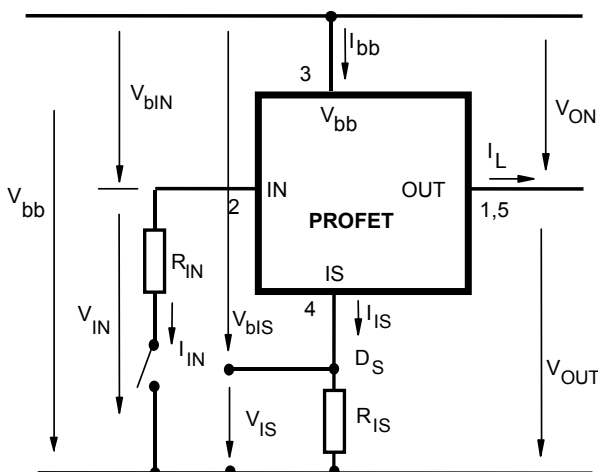 I_bb
3
V_bIN
V_bb
V_ON
I_L
IN
OUT
2
PROFET
1,5
V_bb
R_IN
IS
V_IN
4
I_IS
V_bIS
I_IN
D_S
V_OUT
V_IS
R_IS